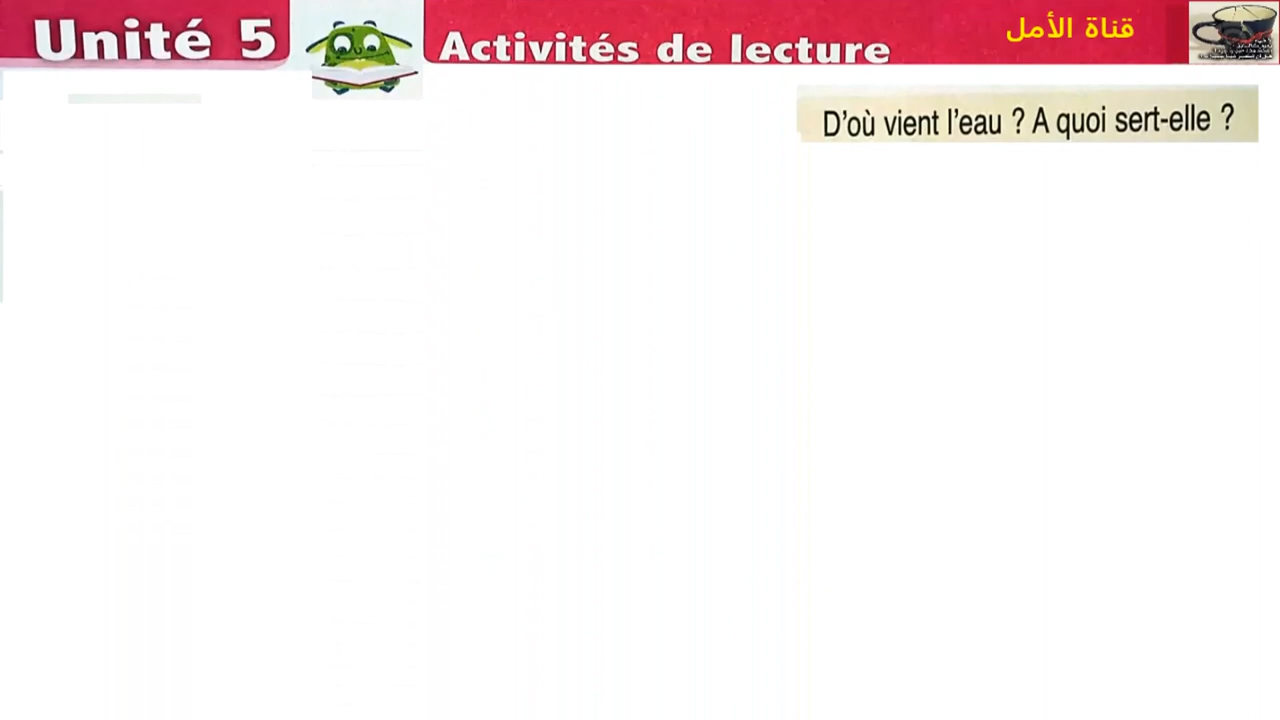 Unité 5
Activités de lecture
قناة الأمل
D'où vient l'eau ? A quoi sert-elle ?